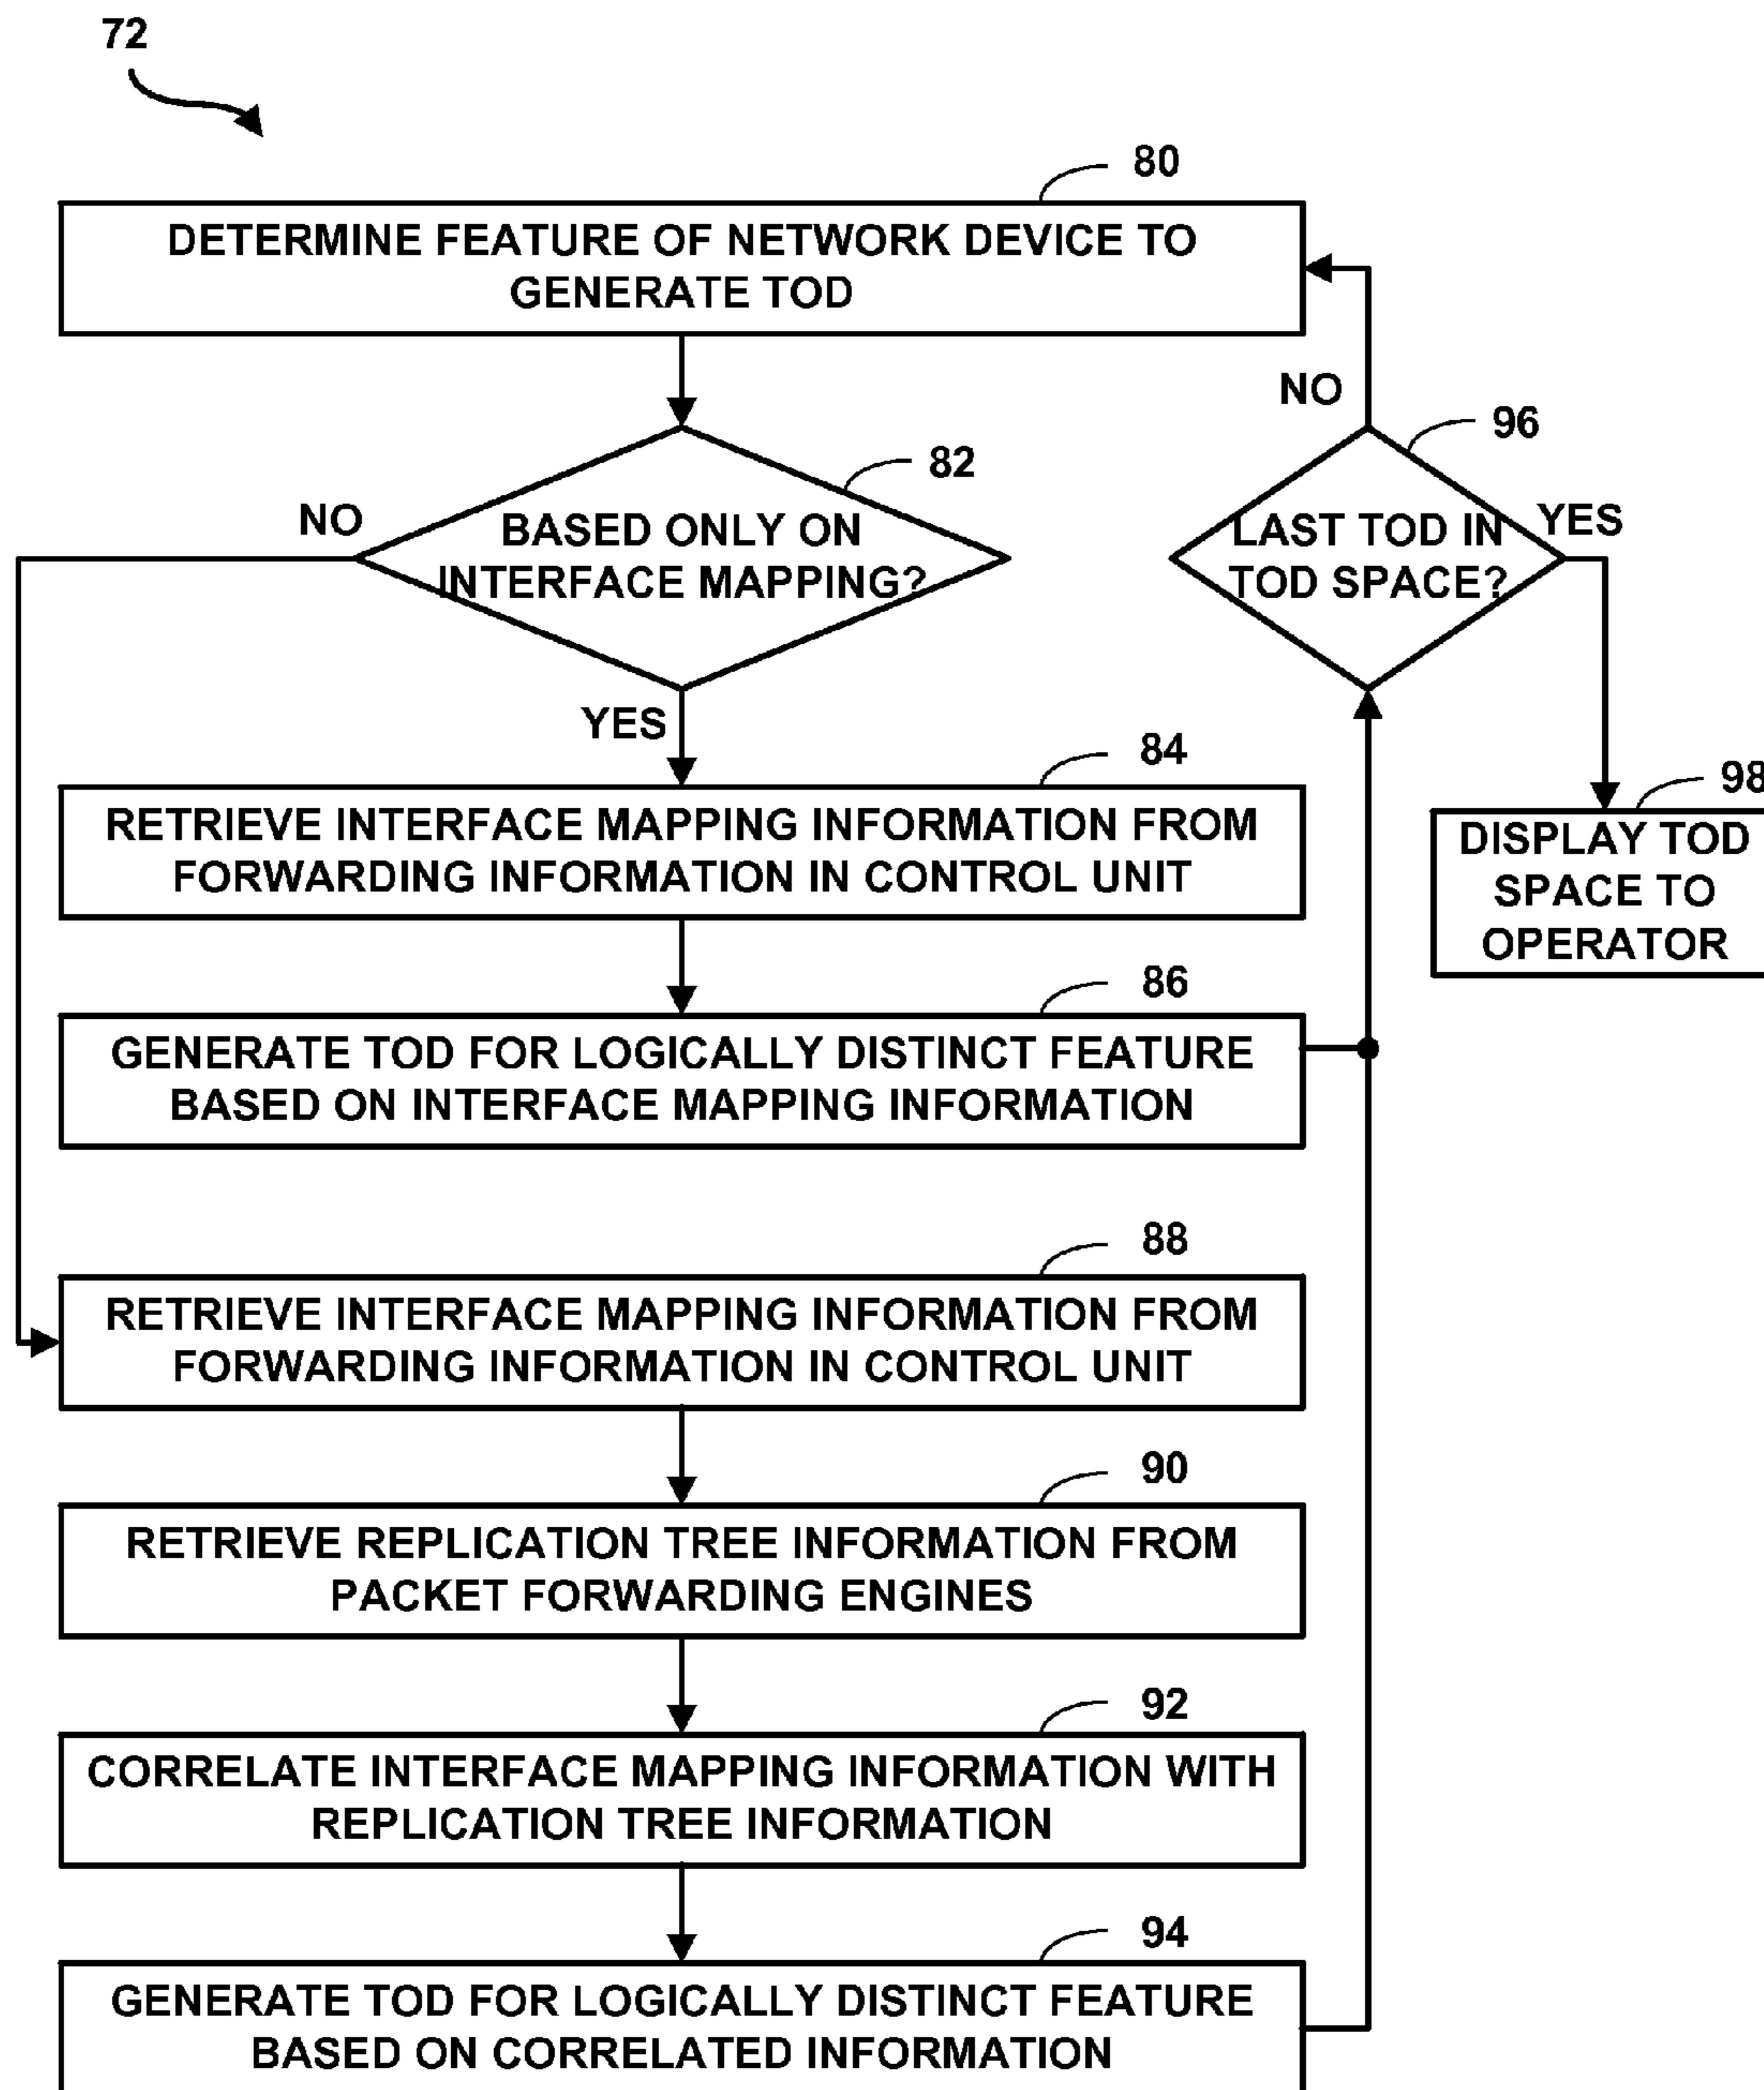 72
80
DETERMINE FEATURE OF NETWORK DEVICE TO
GENERATE TOD
NO
96
82
NO
BASED ONLY ON
INTERFACE MAPPING?
LAST TOD IN
TOD SPACE?
YES
YES
84
RETRIEVE INTERFACE MAPPING INFORMATION FROM
FORWARDING INFORMATION IN CONTROL UNIT
98
DISPLAY TOD
SPACE TO
OPERATOR
86
GENERATE TOD FOR LOGICALLY DISTINCT FEATURE
BASED ON INTERFACE MAPPING INFORMATION
88
RETRIEVE INTERFACE MAPPING INFORMATION FROM
FORWARDING INFORMATION IN CONTROL UNIT
90
RETRIEVE REPLICATION TREE INFORMATION FROM
PACKET FORWARDING ENGINES
92
CORRELATE INTERFACE MAPPING INFORMATION WITH
REPLICATION TREE INFORMATION
94
GENERATE TOD FOR LOGICALLY DISTINCT FEATURE
BASED ON CORRELATED INFORMATION